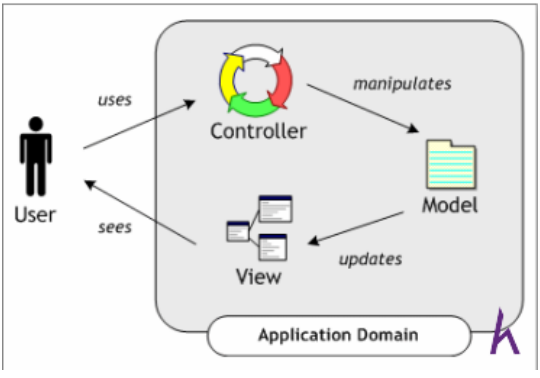 uses
manipulates
Controller
User
Model
sees
updates
View
Application Domain